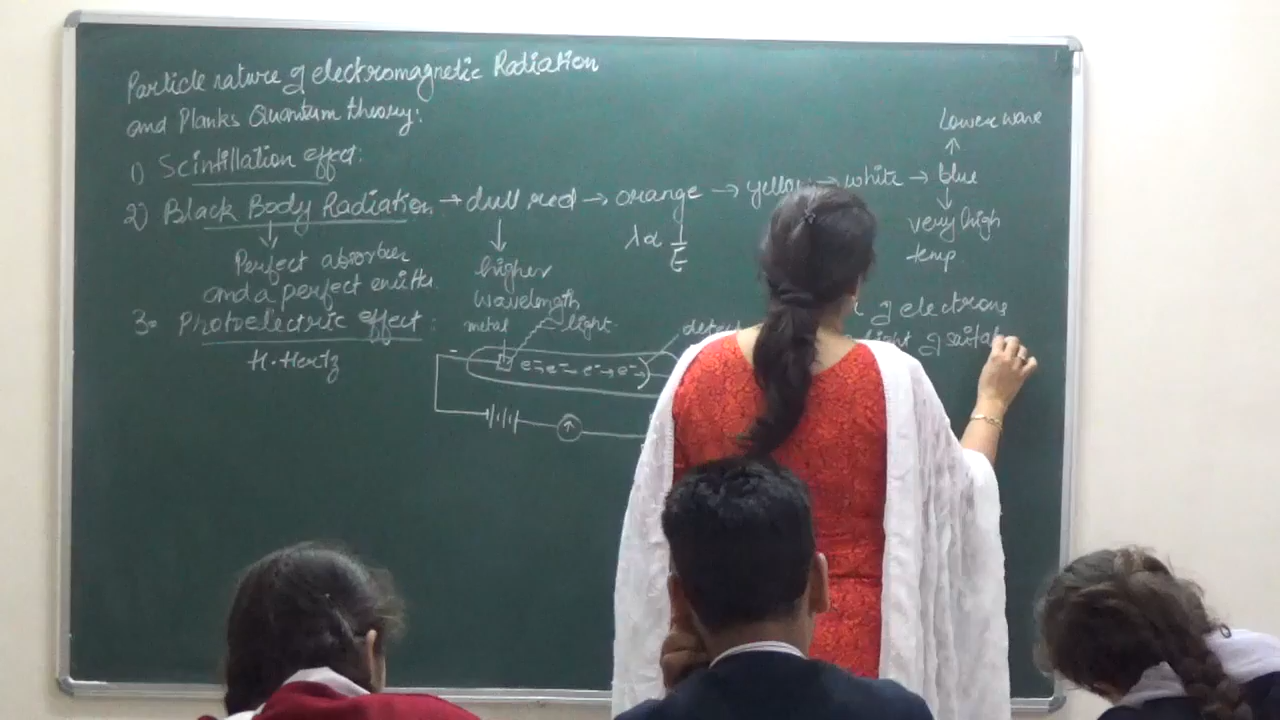 Particle nature of electromagnetic Radiation
and Planks Quantum theory:
1) Scintillation effect:
2) Black Body Radiation → dull red → orange → yellow → white → blue
Lower wave
↑
↓
very high
temp
↓
Perfect absorber
and a perfect emitter.
↓
higher
wavelength
λ ∝ 1/E
3. Photoelectric effect:
H. Hertz
metal
light
- e⁻→e⁻→e⁻→e⁻→
of electrons
light of